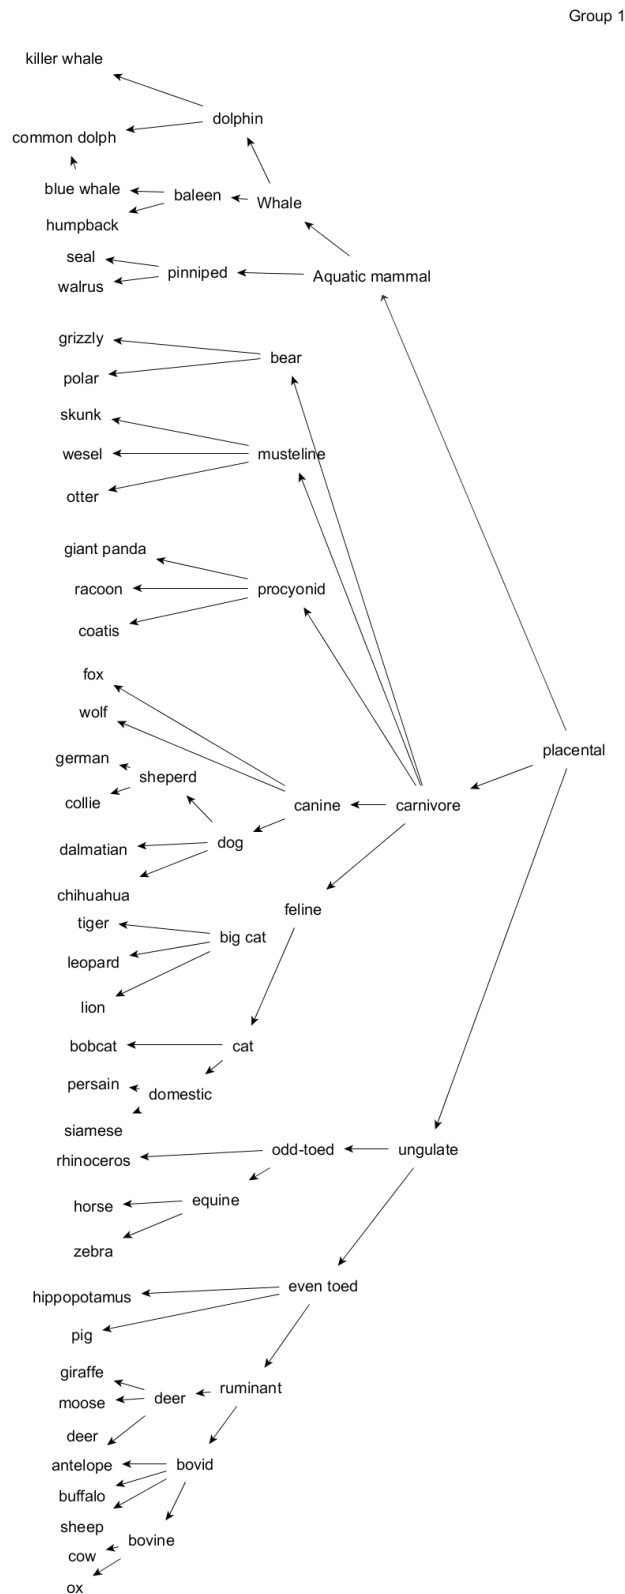 Group 1
killer whale
dolphin
common dolph
blue whale
baleen
Whale
humpback
seal
pinniped
Aquatic mammal
walrus
grizzly
bear
polar
skunk
wesel
musteline
otter
giant panda
racoon
procyonid
coatis
fox
wolf
placental
german
sheperd
collie
canine
carnivore
dalmatian
dog
chihuahua
feline
tiger
big cat
leopard
lion
bobcat
cat
persain
domestic
siamese
rhinoceros
odd-toed
ungulate
horse
equine
zebra
hippopotamus
even toed
pig
giraffe
ruminant
moose
deer
deer
antelope
bovid
buffalo
sheep
bovine
cow
ox